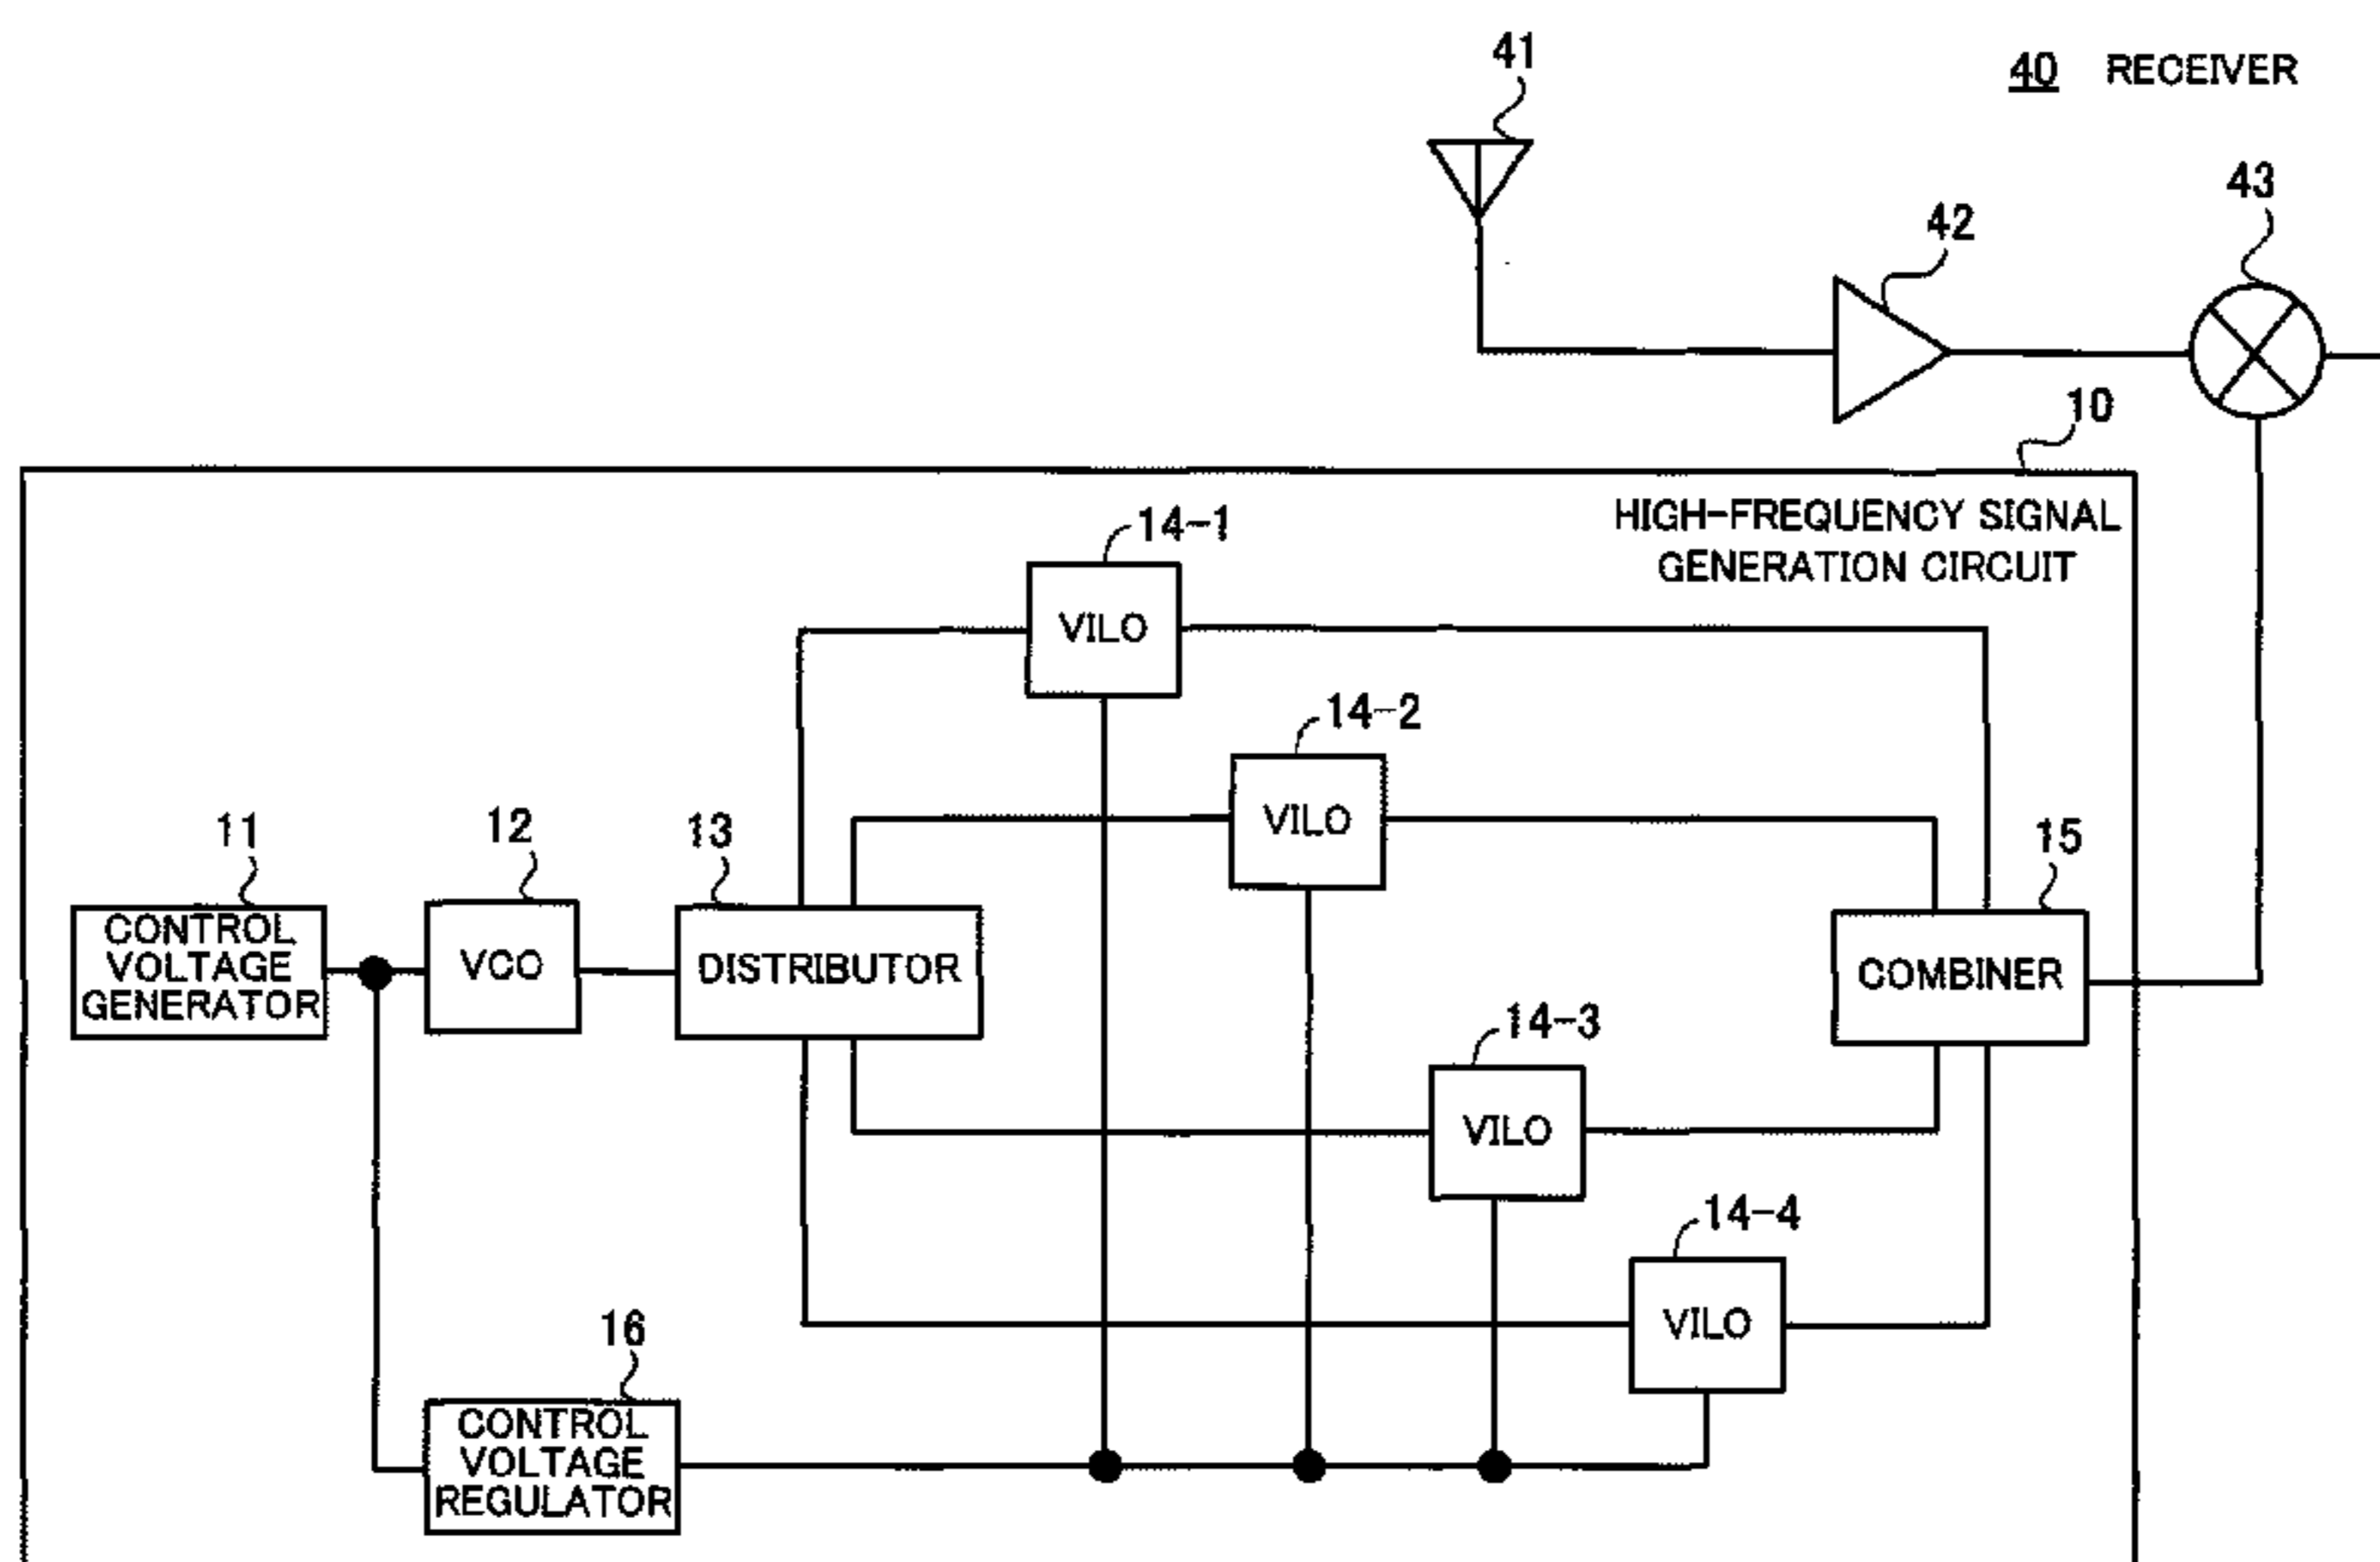 41
40 RECEIVER
43
42
10
HIGH-FREQUENCY SIGNAL
GENERATION CIRCUIT
14-1
VILO
14-2
VILO
11
12
13
15
CONTROL
VOLTAGE
GENERATOR
VCO
DISTRIBUTOR
COMBINER
14-3
VILO
14-4
VILO
16
CONTROL
VOLTAGE
REGULATOR